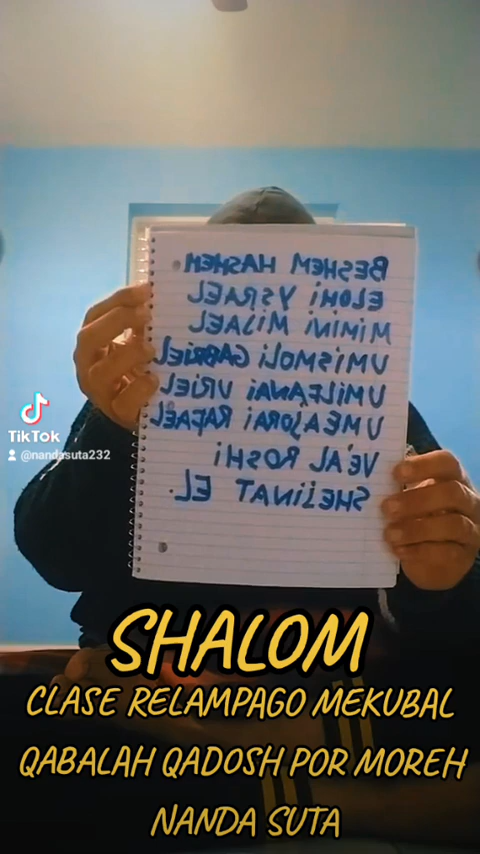 BESHEM HASHEM
ELOHI YSRAEL
MIMINI MIJAEL
UMISMOLI GABRIEL
UMILFANAI URIEL
UMEAJORAI RAFAEL
VE'AL ROSHI
SHEJINAT EL.
TikTok
@nandasuta232
SHALOM
CLASE RELAMPAGO MEKUBAL
QABALAH QADOSH POR MOREH
NANDA SUTA